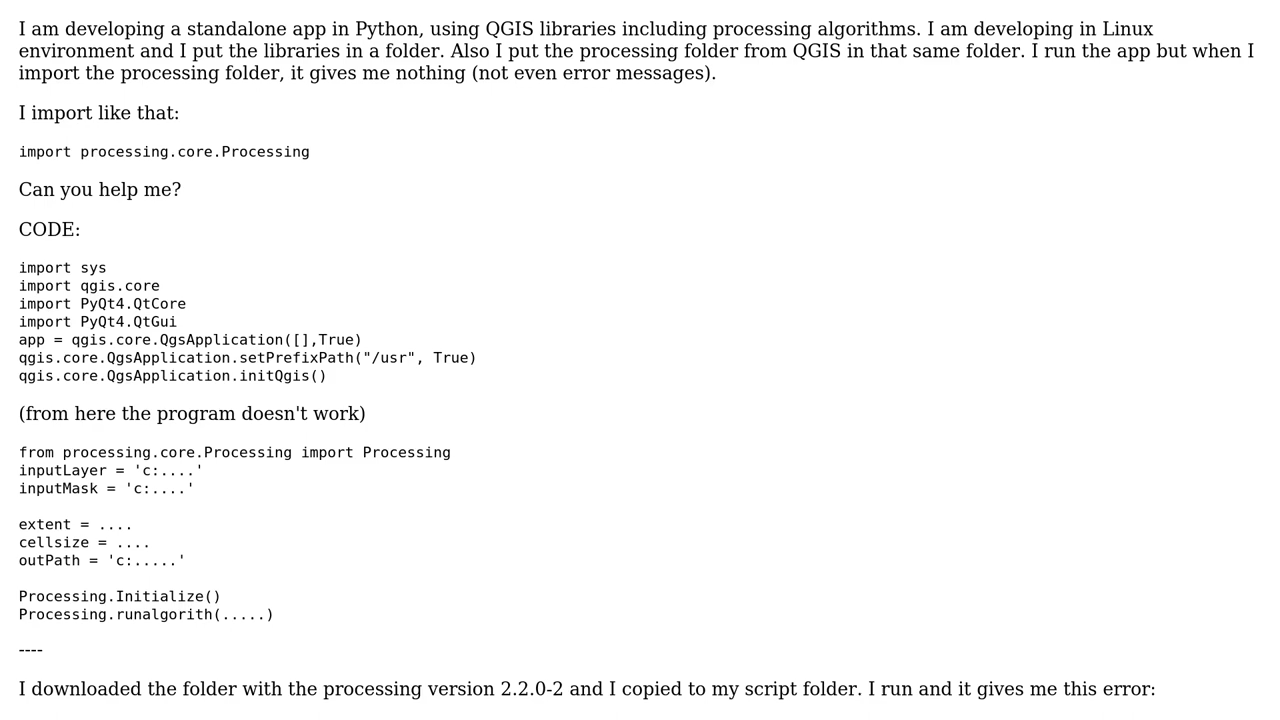 I am developing a standalone app in Python, using QGIS libraries including processing algorithms. I am developing in Linux
environment and I put the libraries in a folder. Also I put the processing folder from QGIS in that same folder. I run the app but when I
import the processing folder, it gives me nothing (not even error messages).
I import like that:
import processing.core.Processing
Can you help me?
CODE:
import sys
import qgis.core
import PyQt4.QtCore
import PyQt4.QtGui
app = qgis.core.QgsApplication([],True)
qgis.core.QgsApplication.setPrefixPath("/usr", True)
qgis.core.QgsApplication.initQgis()
(from here the program doesn't work)
from processing.core.Processing import Processing
inputLayer = 'c:....'
inputMask = 'c:....'
extent = ....
cellsize = ....
outPath = 'c:.....'
Processing.Initialize()
Processing.runalgorith(.....)
----
I downloaded the folder with the processing version 2.2.0-2 and I copied to my script folder. I run and it gives me this error: